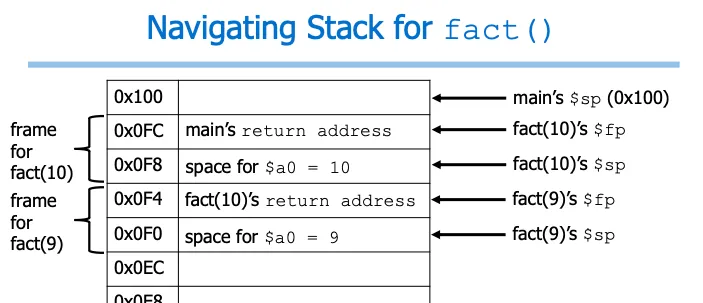 Navigating Stack for fact()
0x100 main's $sp (0x100)
frame for fact(10)
0x0FC main's return address fact(10)'s $fp
0x0F8 space for $a0 = 10 fact(10)'s $sp
frame for fact(9)
0x0F4 fact(10)'s return address fact(9)'s $fp
0x0F0 space for $a0 = 9 fact(9)'s $sp
0x0EC
0x0E8